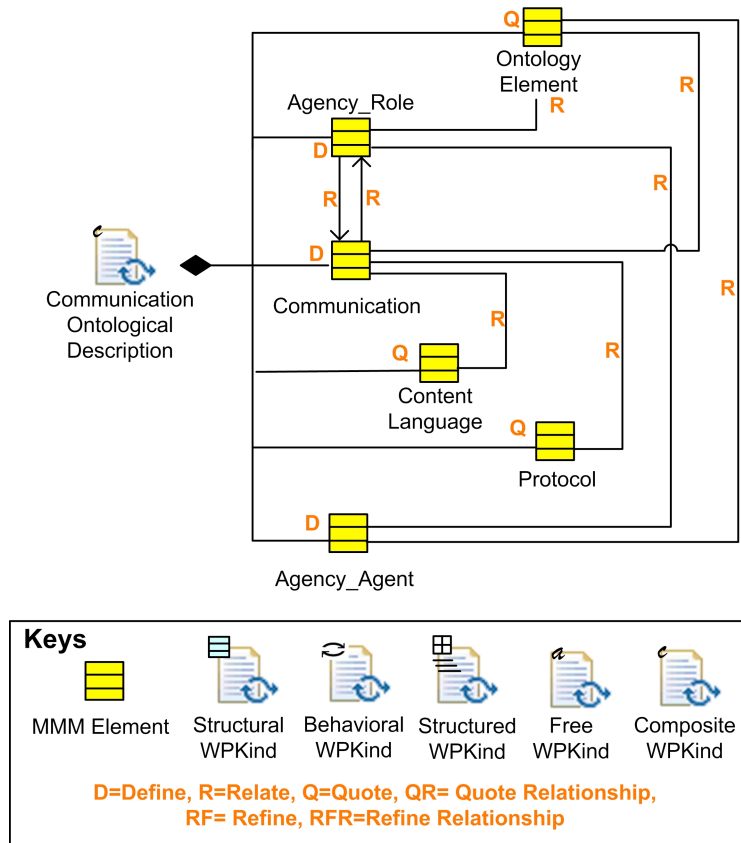 Q
Ontology
Element
R
R
Agency_Role
D
R
R
R
D
Communication
R
Communication
Ontological
Description
R
R
Q
Content
Language
Q
Protocol
D
Agency_Agent
Keys
MMM Element
Structural
WPKind
Behavioral
WPKind
Structured
WPKind
Free
WPKind
Composite
WPKind
D=Define, R=Relate, Q=Quote, QR= Quote Relationship,
RF= Refine, RFR=Refine Relationship